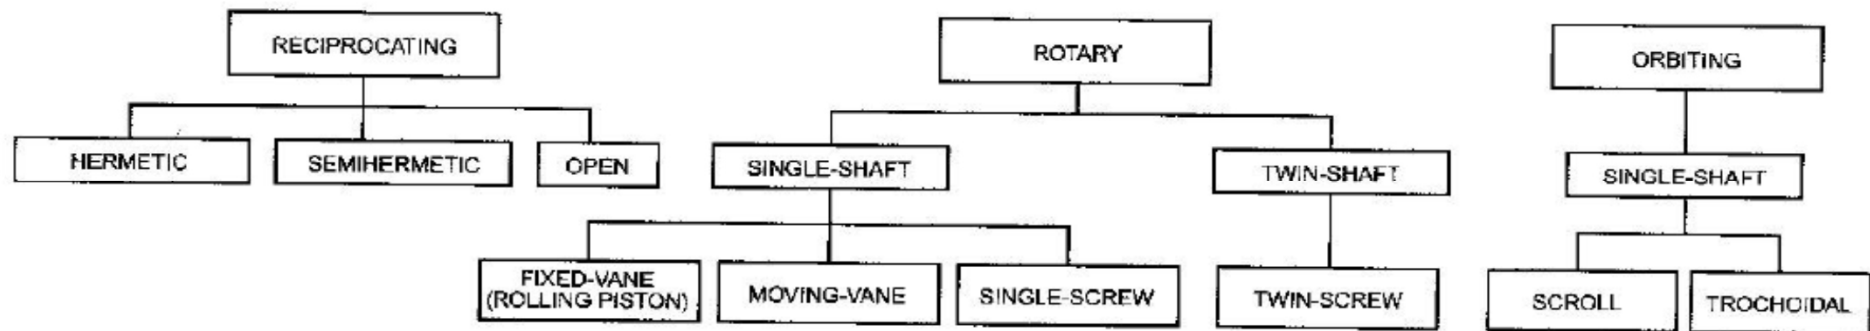 RECIPROCATING
ROTARY
ORBITING
HERMETIC
SEMIHERMETIC
OPEN
SINGLE-SHAFT
TWIN-SHAFT
SINGLE-SHAFT
FIXED-VANE
(ROLLING PISTON)
MOVING-VANE
SINGLE-SCREW
TWIN-SCREW
SCROLL
TROCHOIDAL